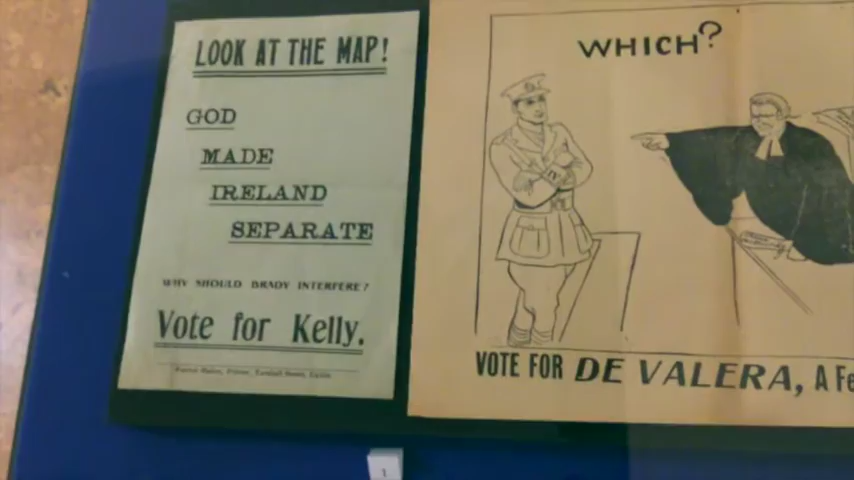 LOOK AT THE MAP!
GOD
MADE
IRELAND
SEPARATE
WHY SHOULD BRADY INTERFERE?
Vote for Kelly.
WHICH?
VOTE FOR DE VALERA, A Fe
1